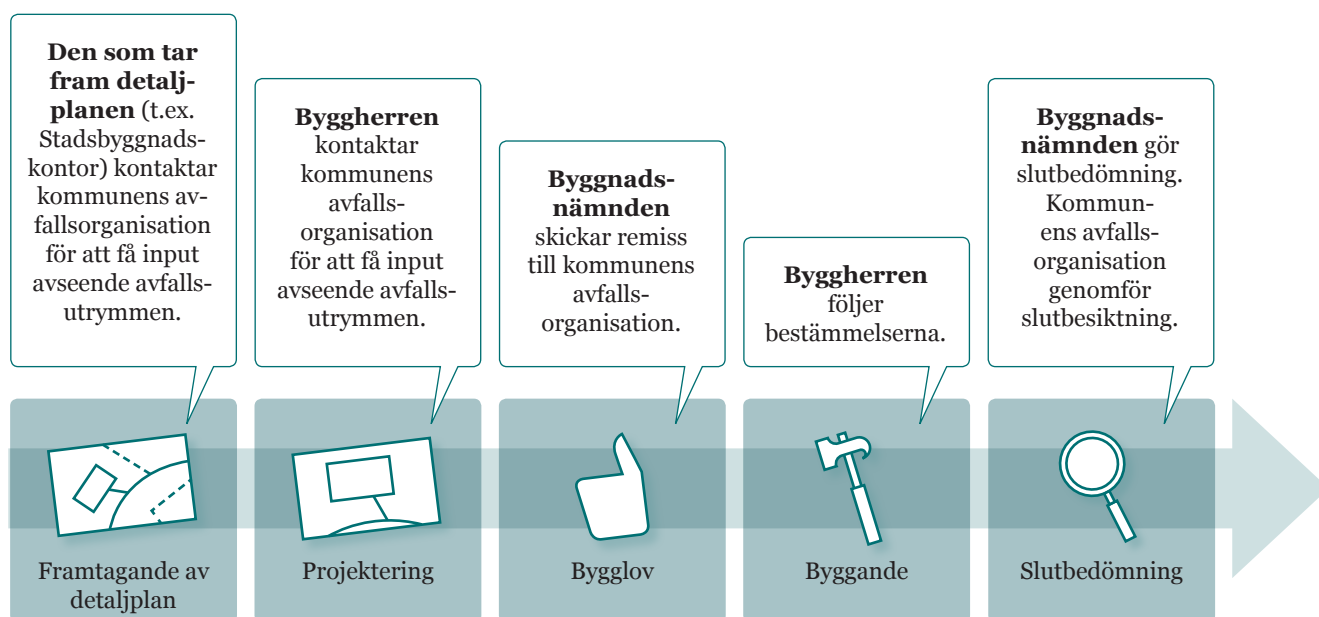 Den som tar
fram detalj-
planen (t.ex.
Stadsbyggnads-
kontor) kontaktar
kommunens av-
fallsorganisation
för att få input
avseende avfalls-
utrymmen.
Byggherren
kontaktar
kommunens
avfalls-
organisation
för att få input
avseende avfalls-
utrymmen.
Byggnads-
nämnden
skickar remiss
till kommunens
avfalls-
organisation.
Byggherren
följer
bestämmelserna.
Byggnads-
nämnden gör
slutbedömning.
Kommun-
ens avfalls-
organisation
genomför
slutbesiktning.
Framtagande av
detaljplan
Projektering
Bygglov
Byggande
Slutbedömning